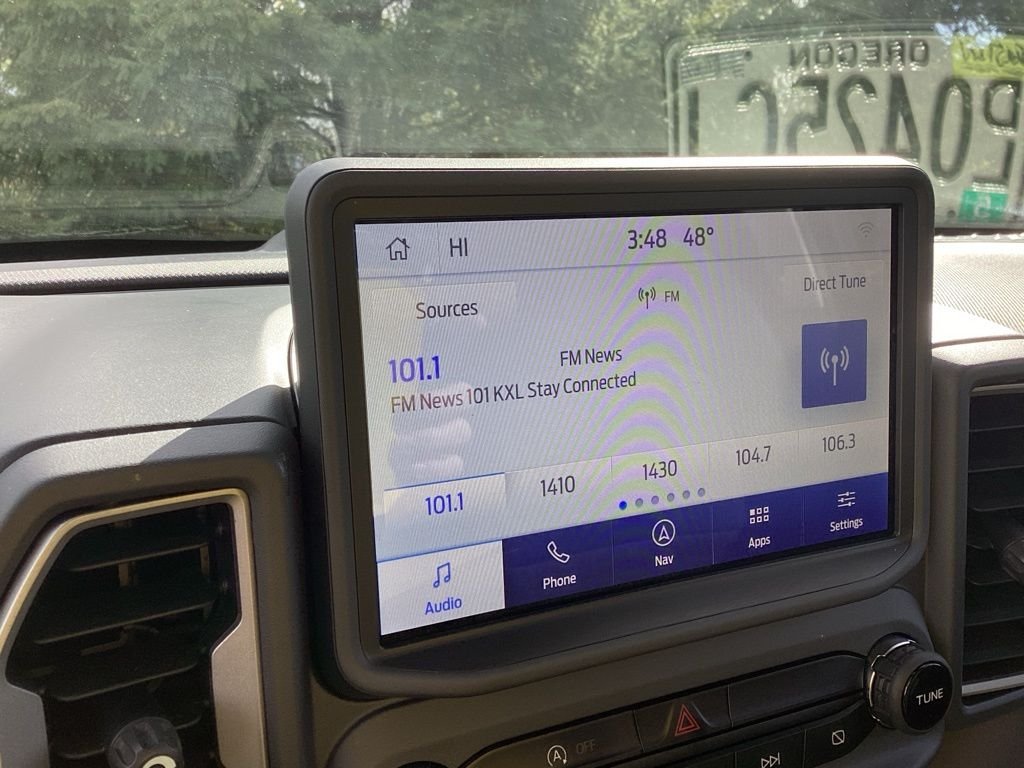 OREGON
3:48 48°
HI
Direct Tune
FM
Sources
FM News
101.1
FM News 101 KXL Stay Connected
101.1 1410 1430 104.7 106.3
Audio Phone Nav Apps Settings
TUNE
A OFF